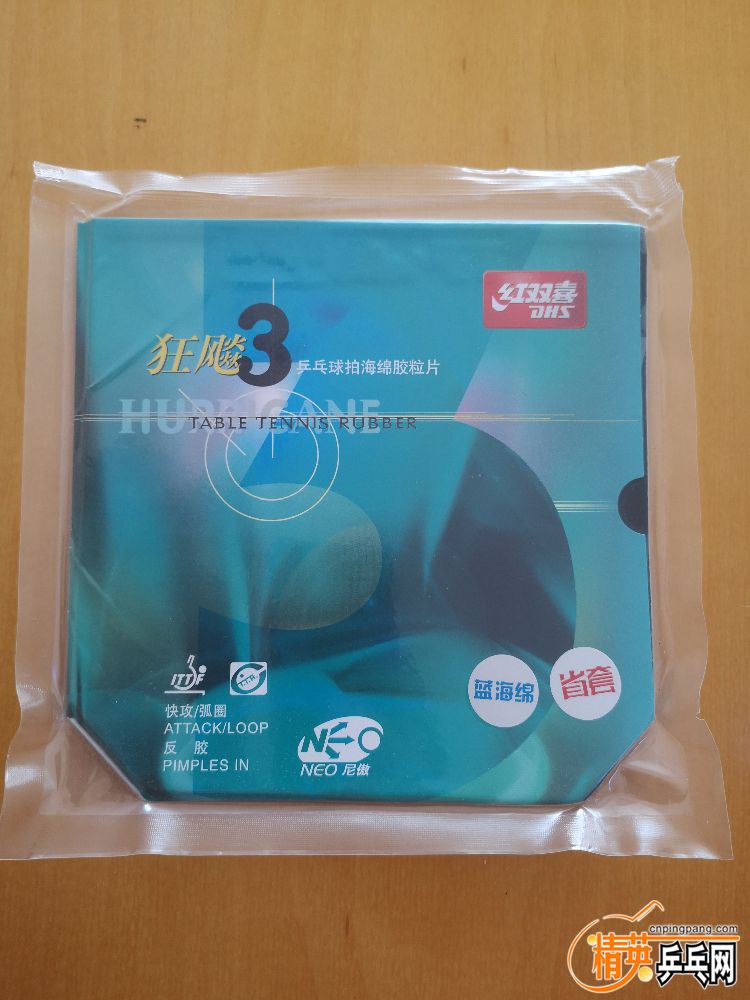 红双喜
DHS
狂飚3
乒乓球拍海绵胶粒片
HURRICANE
TABLE TENNIS RUBBER
蓝海绵
省套
ITTF
快攻/弧圈
ATTACK/LOOP
反 胶
PIMPLES IN
NEO
NEO 尼傲
cnpingpang.com
精英乒乓网